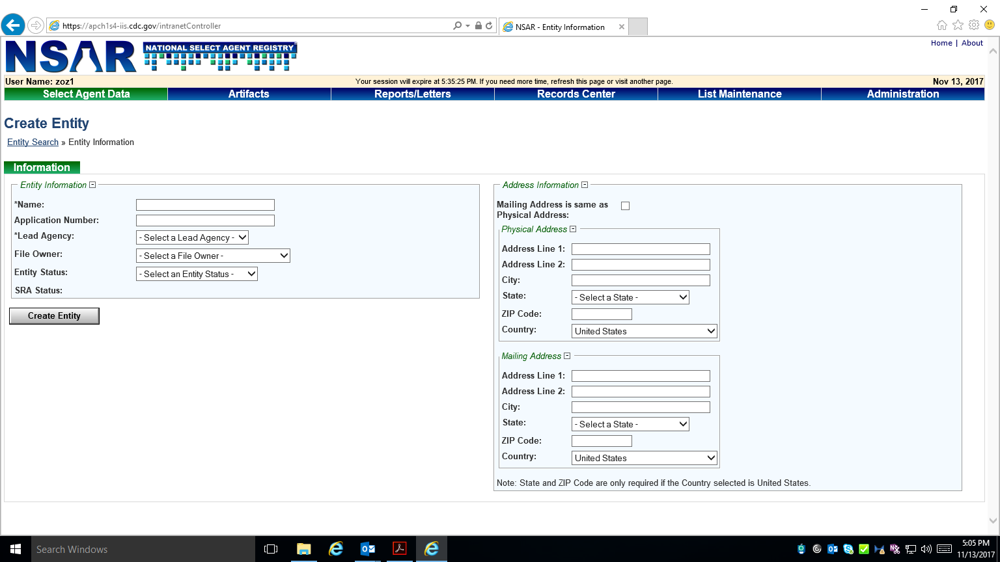 https://apch1s4-iis.cdc.gov/intranetController
NSAR - Entity Information
Home | About
NSAR NATIONAL SELECT AGENT REGISTRY
User Name: zoz1
Your session will expire at 5:35:25 PM. If you need more time, refresh this page or visit another page.
Nov 13, 2017
Select Agent Data Artifacts Reports/Letters Records Center List Maintenance Administration
Create Entity
Entity Search » Entity Information
Information
Entity Information
*Name:
Application Number:
*Lead Agency: - Select a Lead Agency -
File Owner: - Select a File Owner -
Entity Status: - Select an Entity Status -
SRA Status:
Create Entity
Address Information
Mailing Address is same as
Physical Address:
Physical Address
Address Line 1:
Address Line 2:
City:
State: - Select a State -
ZIP Code:
Country: United States
Mailing Address
Address Line 1:
Address Line 2:
City:
State: - Select a State -
ZIP Code:
Country: United States
Note: State and ZIP Code are only required if the Country selected is United States.
Search Windows
5:05 PM
11/13/2017